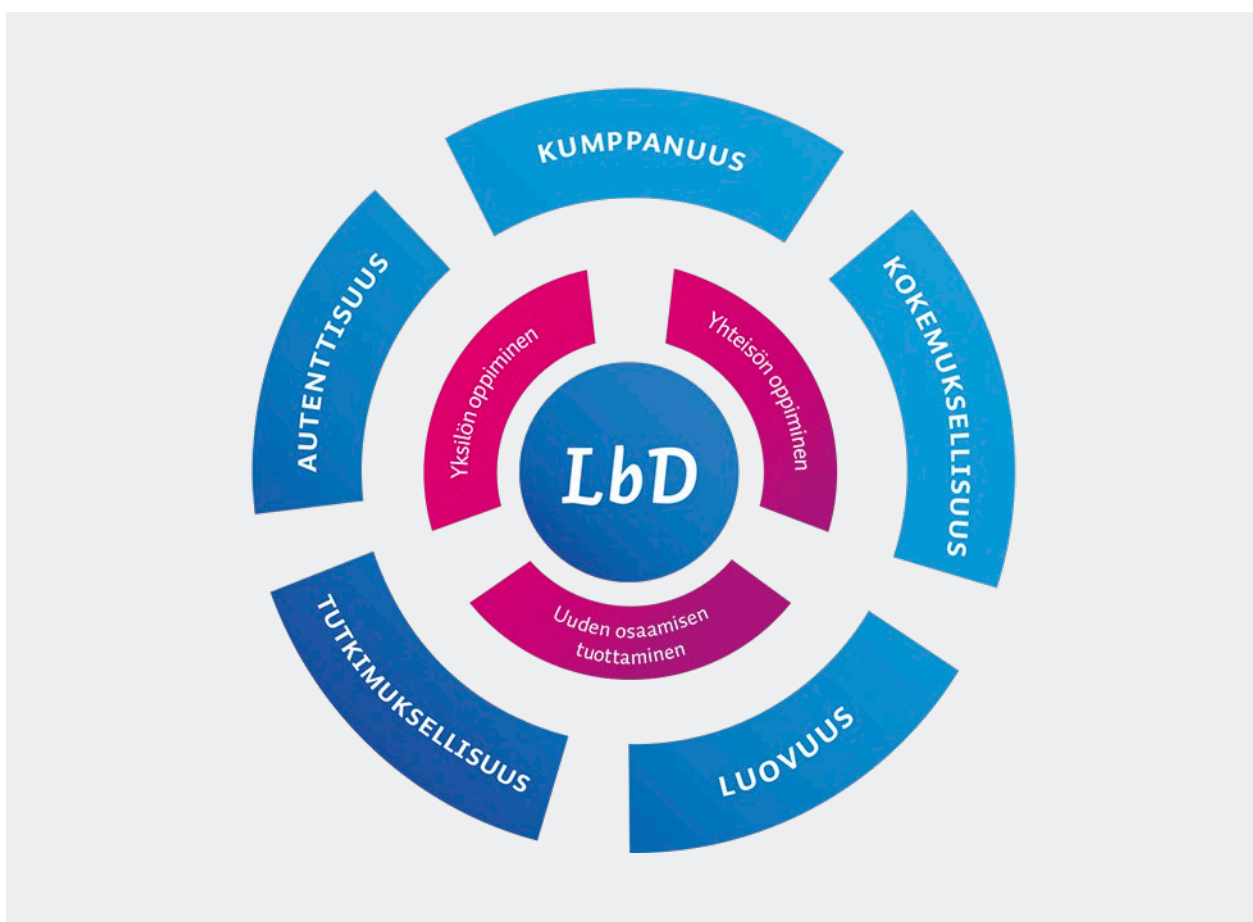 KUMPPANUUS
KOKEMUKSELLISUUS
LUOVUUS
TUTKIMUKSELLISUUS
AUTENTTISUUS
Yksilön oppiminen
Yhteisön oppiminen
Uuden osaamisen
tuottaminen
LbD